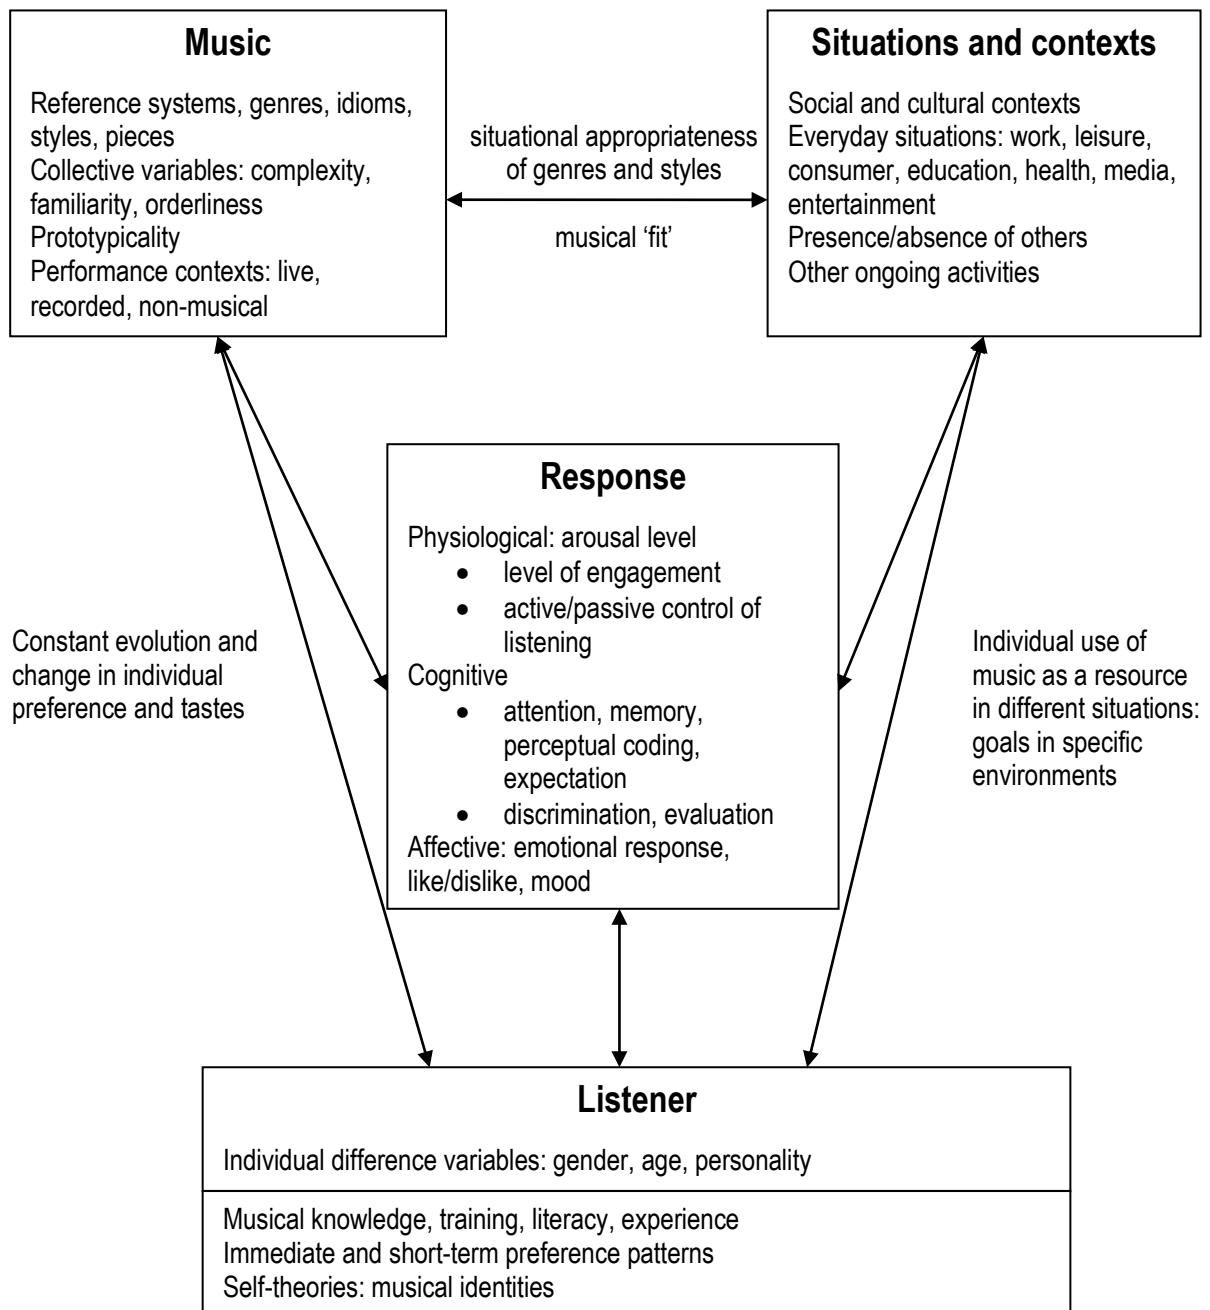 Music
Reference systems, genres, idioms,
styles, pieces
Collective variables: complexity,
familiarity, orderliness
Prototypicality
Performance contexts: live,
recorded, non-musical
situational appropriateness
of genres and styles
musical ‘fit’
Situations and contexts
Social and cultural contexts
Everyday situations: work, leisure,
consumer, education, health, media,
entertainment
Presence/absence of others
Other ongoing activities
Response
Physiological: arousal level
• level of engagement
• active/passive control of
listening
Cognitive
• attention, memory,
perceptual coding,
expectation
• discrimination, evaluation
Affective: emotional response,
like/dislike, mood
Constant evolution and
change in individual
preference and tastes
Individual use of
music as a resource
in different situations:
goals in specific
environments
Listener
Individual difference variables: gender, age, personality
Musical knowledge, training, literacy, experience
Immediate and short-term preference patterns
Self-theories: musical identities